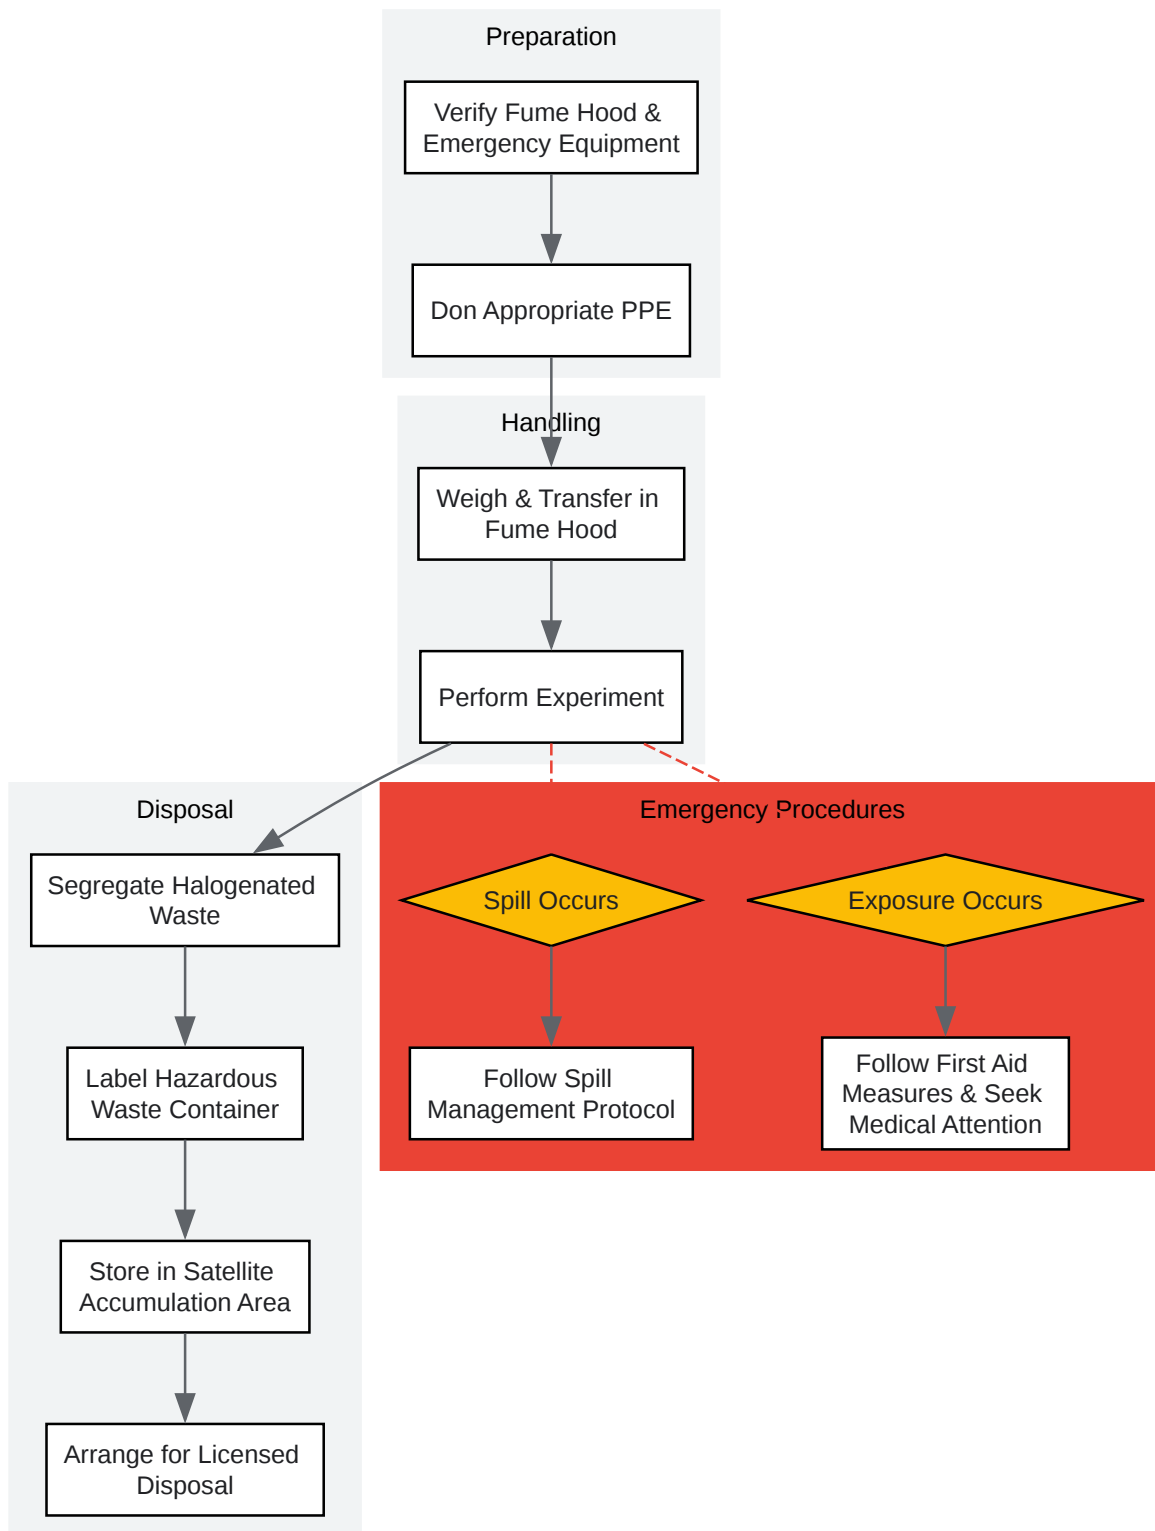 Preparation
Verify Fume Hood &
Emergency Equipment
Don Appropriate PPE
Handling
Weigh & Transfer in
Fume Hood
Perform Experiment
Disposal
Segregate Halogenated
Waste
Label Hazardous
Waste Container
Store in Satellite
Accumulation Area
Arrange for Licensed
Disposal
Emergency Procedures
Spill Occurs
Exposure Occurs
Follow Spill
Management Protocol
Follow First Aid
Measures & Seek
Medical Attention